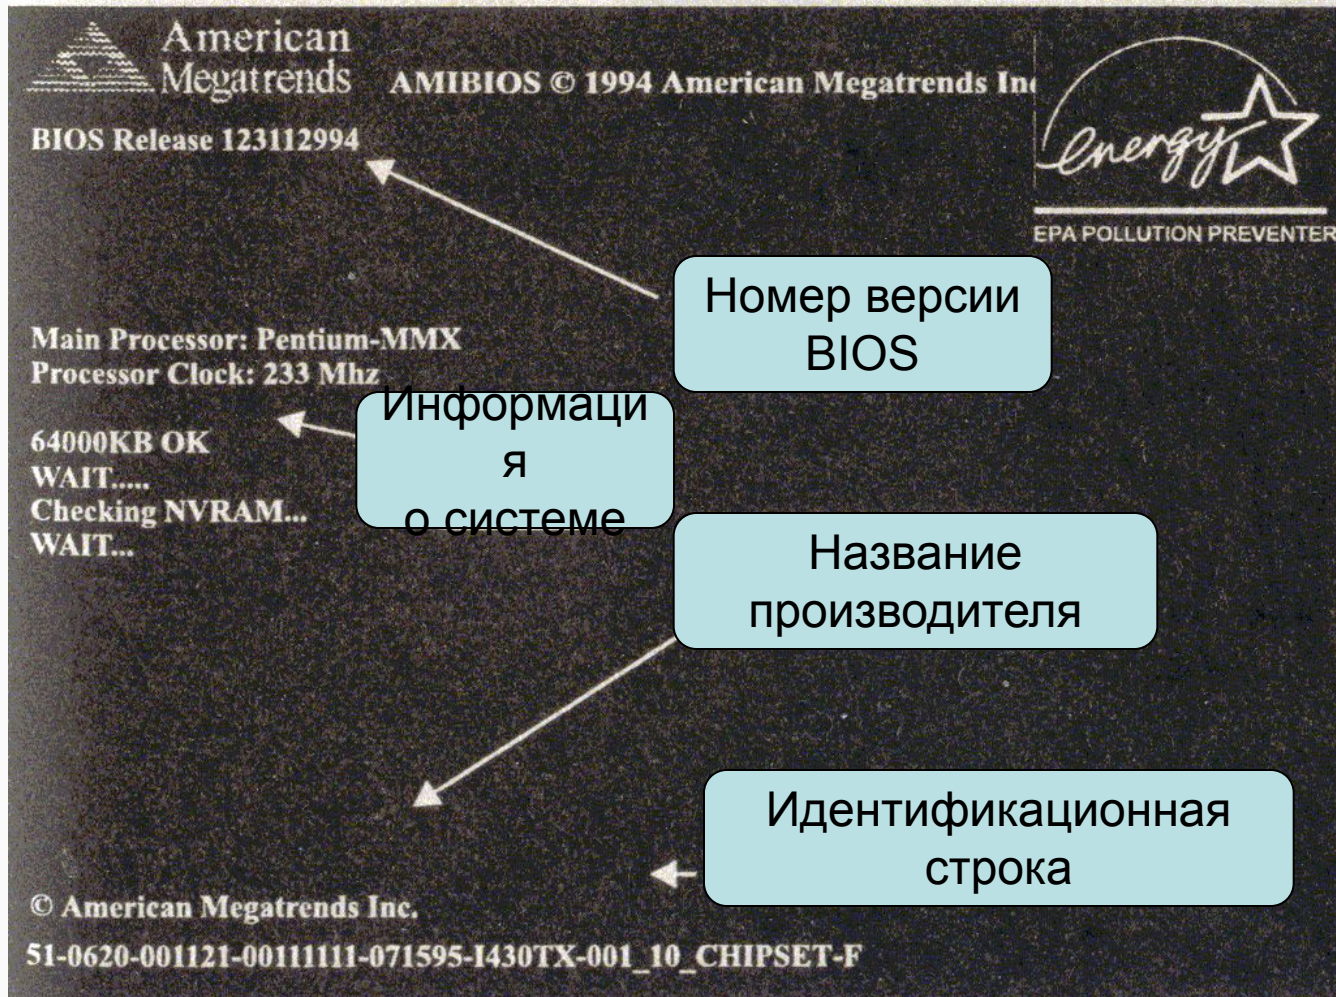 American
Megatrends
AMIBIOS © 1994 American Megatrends Inc
energy
BIOS Release 123112994
EPA POLLUTION PREVENTER
Номер версии
BIOS
Main Processor: Pentium-MMX
Processor Clock: 233 Mhz
Информаци
я
о системе
64000KB OK
WAIT.....
Checking NVRAM...
WAIT...
Название
производителя
Идентификационная
строка
© American Megatrends Inc.
51-0620-001121-00111111-071595-I430TX-001_10_CHIPSET-F